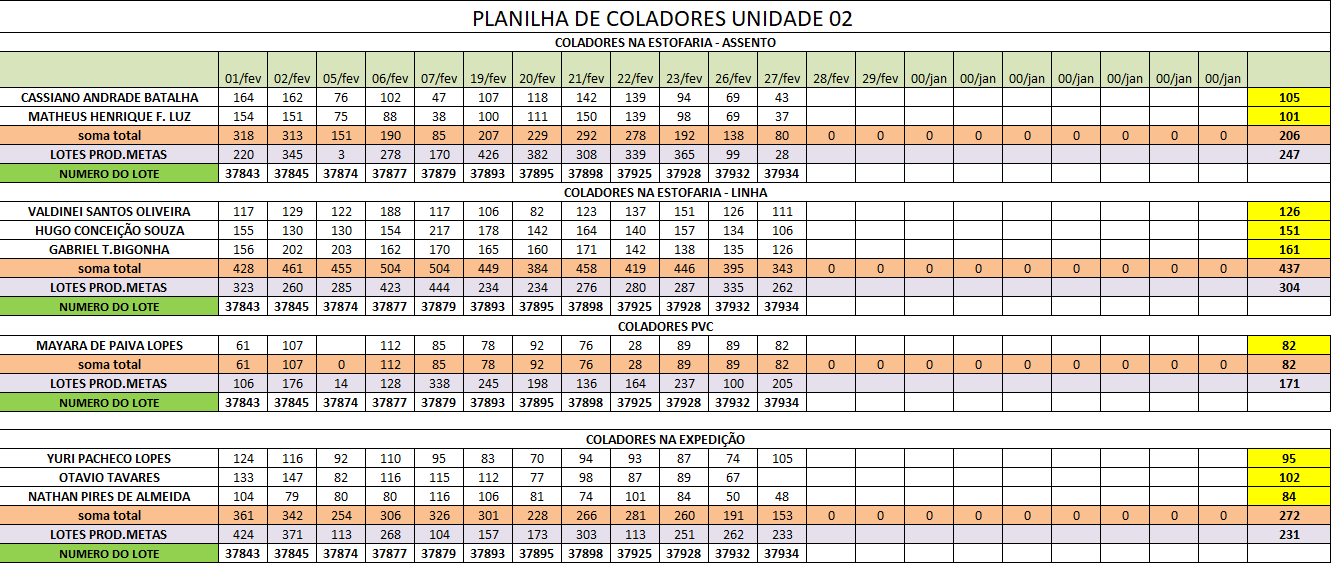 PLANILHA DE COLADORES UNIDADE 02
COLADORES NA ESTOFARIA - ASSENTO
01/fev 02/fev 05/fev 06/fev 07/fev 19/fev 20/fev 21/fev 22/fev 23/fev 26/fev 27/fev 28/fev 29/fev 00/jan 00/jan 00/jan 00/jan 00/jan 00/jan 00/jan
CASSIANO ANDRADE BATALHA 164 162 76 102 47 107 118 142 139 94 69 43 105
MATHEUS HENRIQUE F. LUZ 154 151 75 88 38 100 111 150 139 98 69 37 101
soma total 318 313 151 190 85 207 229 292 278 192 138 80 0 0 0 0 0 0 0 0 0 206
LOTES PROD.METAS 220 345 3 278 170 426 382 308 339 365 99 28 247
NUMERO DO LOTE 37843 37845 37874 37877 37879 37893 37895 37898 37925 37928 37932 37934
COLADORES NA ESTOFARIA - LINHA
VALDINEI SANTOS OLIVEIRA 117 129 122 188 117 106 82 123 137 151 126 111 126
HUGO CONCEIÇÃO SOUZA 155 130 130 154 217 178 142 164 140 157 134 106 151
GABRIEL T.BIGONHA 156 202 203 162 170 165 160 171 142 138 135 126 161
soma total 428 461 455 504 504 449 384 458 419 446 395 343 0 0 0 0 0 0 0 0 0 437
LOTES PROD.METAS 323 260 285 423 444 234 234 276 280 287 335 262 304
NUMERO DO LOTE 37843 37845 37874 37877 37879 37893 37895 37898 37925 37928 37932 37934
COLADORES PVC
MAYARA DE PAIVA LOPES 61 107 112 85 78 92 76 28 89 89 82 82
soma total 61 107 0 112 85 78 92 76 28 89 89 82 0 0 0 0 0 0 0 0 0 82
LOTES PROD.METAS 106 176 14 128 338 245 198 136 164 237 100 205 171
NUMERO DO LOTE 37843 37845 37874 37877 37879 37893 37895 37898 37925 37928 37932 37934
COLADORES NA EXPEDIÇÃO
YURI PACHECO LOPES 124 116 92 110 95 83 70 94 93 87 74 105 95
OTAVIO TAVARES 133 147 82 116 115 112 77 98 87 89 67 102
NATHAN PIRES DE ALMEIDA 104 79 80 80 116 106 81 74 101 84 50 48 84
soma total 361 342 254 306 326 301 228 266 281 260 191 153 0 0 0 0 0 0 0 0 0 272
LOTES PROD.METAS 424 371 113 268 104 157 173 303 113 251 262 233 231
NUMERO DO LOTE 37843 37845 37874 37877 37879 37893 37895 37898 37925 37928 37932 37934